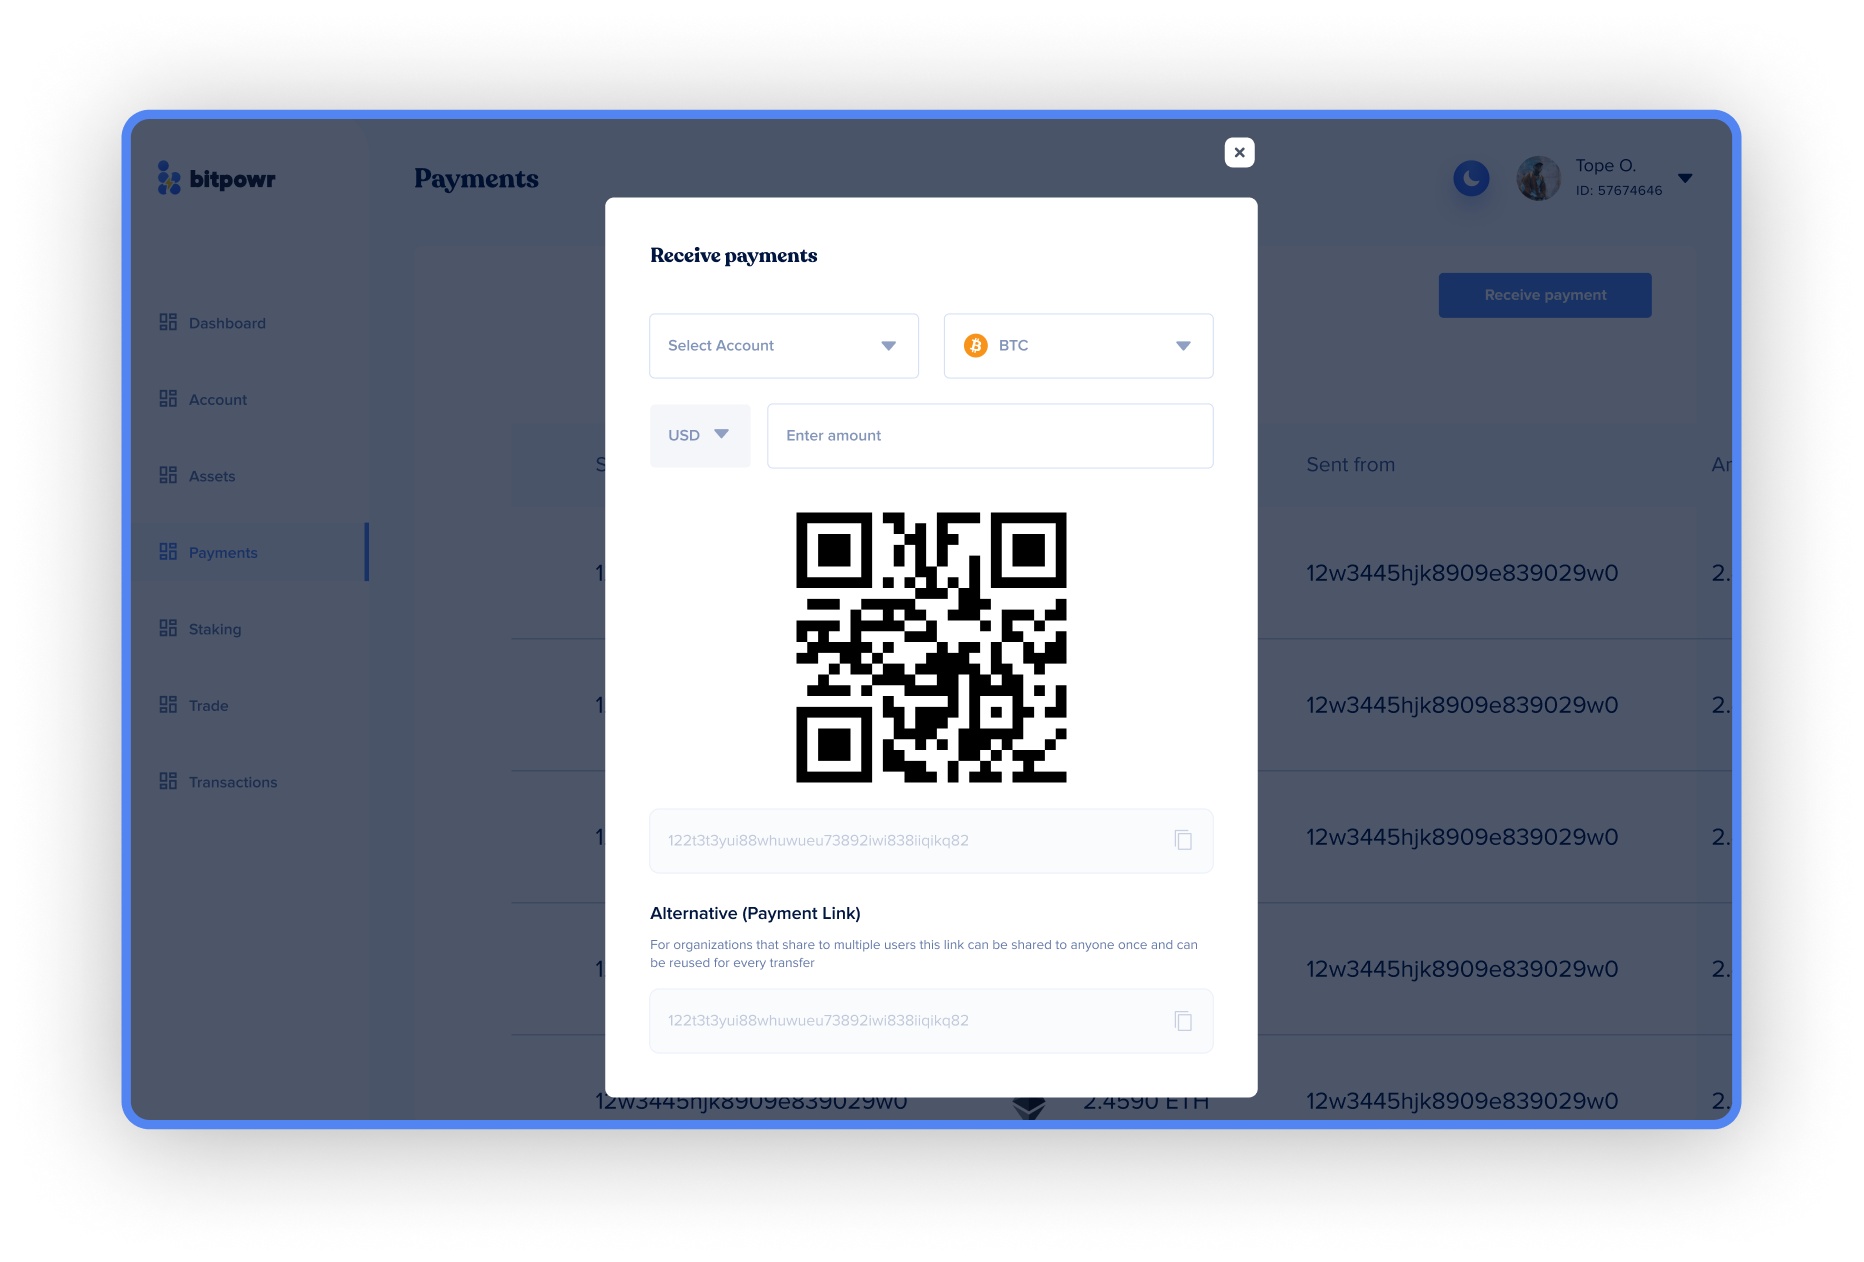 bitpowr
Payments
Tope O.
ID: 57674646
Receive payment
Dashboard
Account
Assets
Payments
Staking
Trade
Transactions
Receive payments
Select Account
BTC
USD
Enter amount
122t3t3yui88whuwueu73892iwi838iiqikq82
Alternative (Payment Link)
For organizations that share to multiple users this link can be shared to anyone once and can
be reused for every transfer
122t3t3yui88whuwueu73892iwi838iiqikq82
Sent from
12w3445hjk8909e839029w0
12w3445hjk8909e839029w0
12w3445hjk8909e839029w0
12w3445hjk8909e839029w0
12w3445hjk8909e839029w0 2.4590 ETH 12w3445hjk8909e839029w0